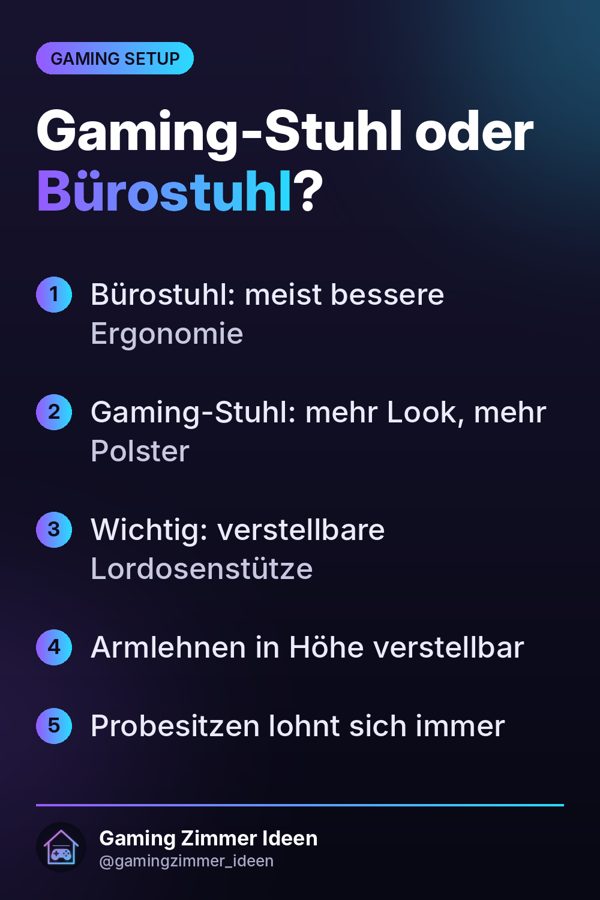 GAMING SETUP
Gaming-Stuhl oder
Bürostuhl?
1 Bürostuhl: meist bessere
Ergonomie
2 Gaming-Stuhl: mehr Look, mehr
Polster
3 Wichtig: verstellbare
Lordosenstütze
4 Armlehnen in Höhe verstellbar
5 Probesitzen lohnt sich immer
Gaming Zimmer Ideen
@gamingzimmer_ideen